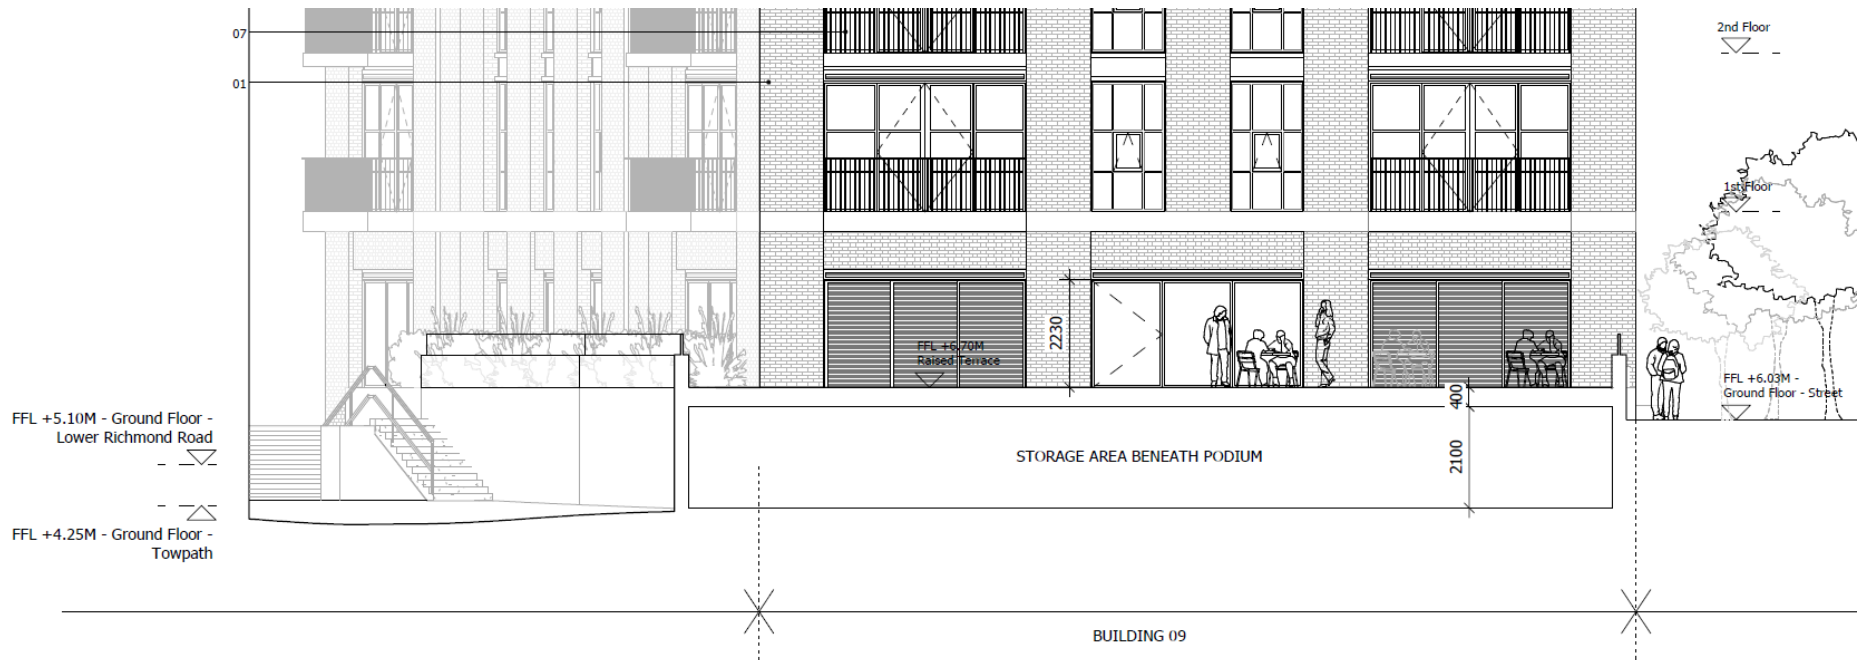 07
2nd Floor
01
1st Floor
2230
FFL +6.70M
Raised Terrace
FFL +6.03M -
Ground Floor - Street
400
FFL +5.10M - Ground Floor -
Lower Richmond Road
STORAGE AREA BENEATH PODIUM
2100
FFL +4.25M - Ground Floor -
Towpath
BUILDING 09